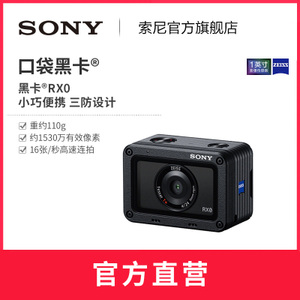 SONY 索尼官方旗舰店
口袋黑卡®
黑卡®RX0
小巧便携 三防设计
1英寸
ZEISS
·重约110g
·约1530万有效像素
·16张/秒高速连拍
SONY
RX0
官方直营